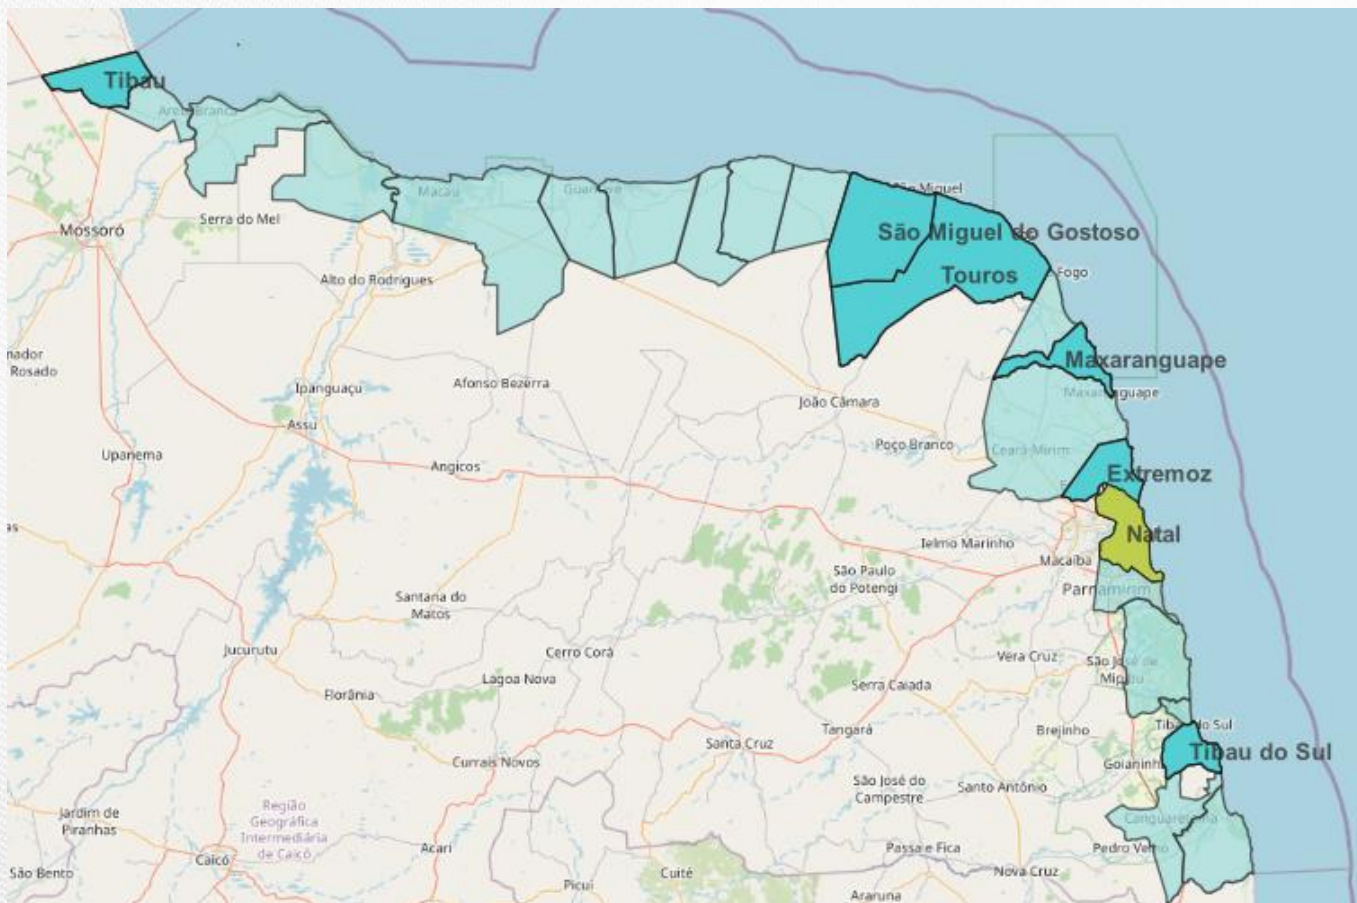 Tibau
Areia Branca
São Miguel
Macau
Guamaré
Serra do Mel
Mossoró
São Miguel do Gostoso
Alto do Rodrigues
Touros
Fogo
nador
Rosado
Maxaranguape
Ipanguaçu
Afonso Bezerra
Maxaranguape
João Câmara
Assu
Poço Branco
Ceará-Mirim
Upanema
Angicos
Extremoz
as
Natal
Ielmo Marinho
Macaíba
São Paulo
do Potengi
Parnamirim
Santana do
Matos
Jucurutu
Cerro Corá
Vera Cruz
São José de
Mipibu
Lagoa Nova
Serra Caiada
Florânia
Tibau do Sul
Tangará
Brejinho
Santa Cruz
Tibau do Sul
Currais Novos
Goianinha
São José do
Campestre
Santo Antônio
Região
Geográfica
Intermediária
de Caicó
Jardim de
Piranhas
Canguaretama
Acari
Passa e Fica
Pedro Velho
Caicó
São Bento
Cuité
Nova Cruz
Picuí
Araruna